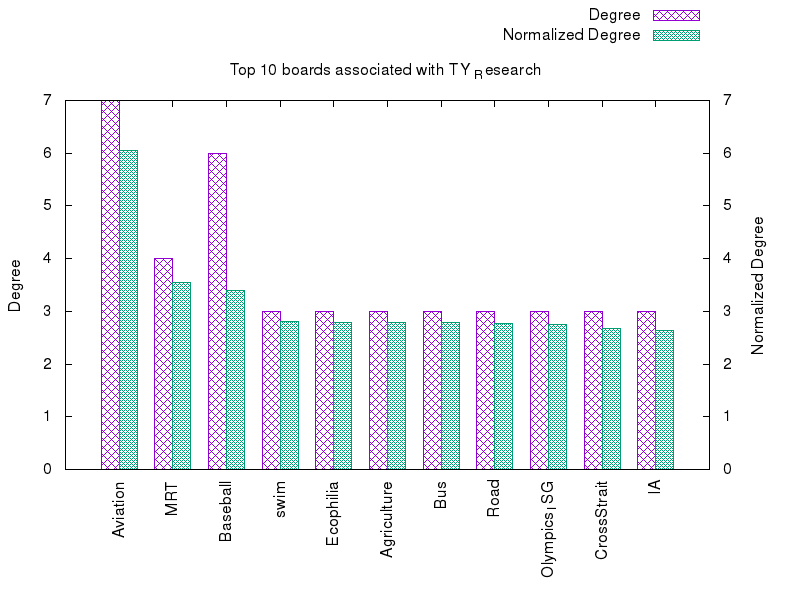 Degree
Normalized Degree
Top 10 boards associated with TY_Research
7
6
5
4
3
2
1
0
Degree
7
6
5
4
3
2
1
0
Normalized Degree
Aviation
MRT
Baseball
swim
Ecophilia
Agriculture
Bus
Road
Olympics_ISG
CrossStrait
IA